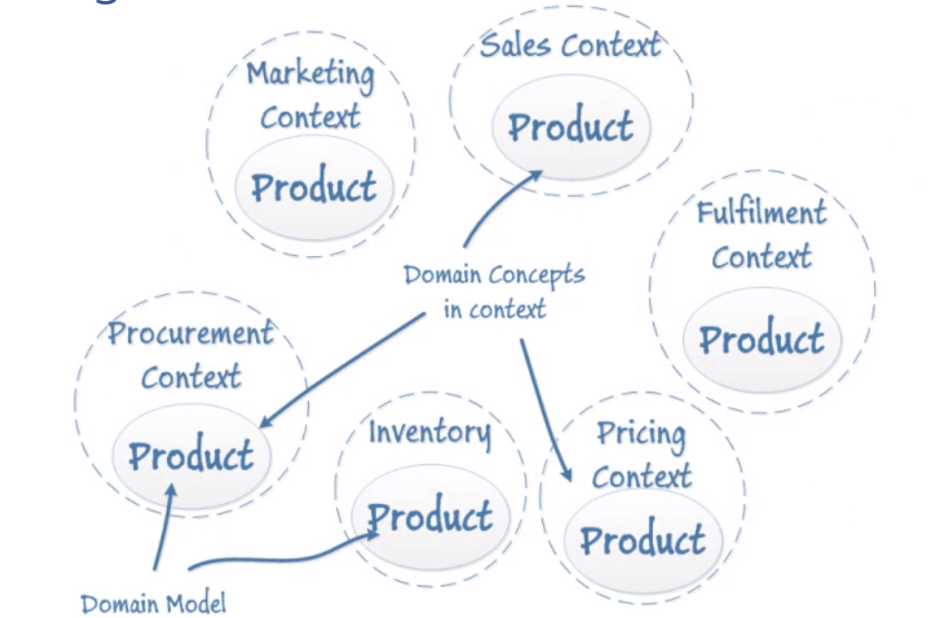 Sales Context
Product
Marketing
Context
Product
Fulfilment
Context
Product
Domain Concepts
in context
Procurement
Context
Product
Inventory
Product
Pricing
Context
Product
Domain Model